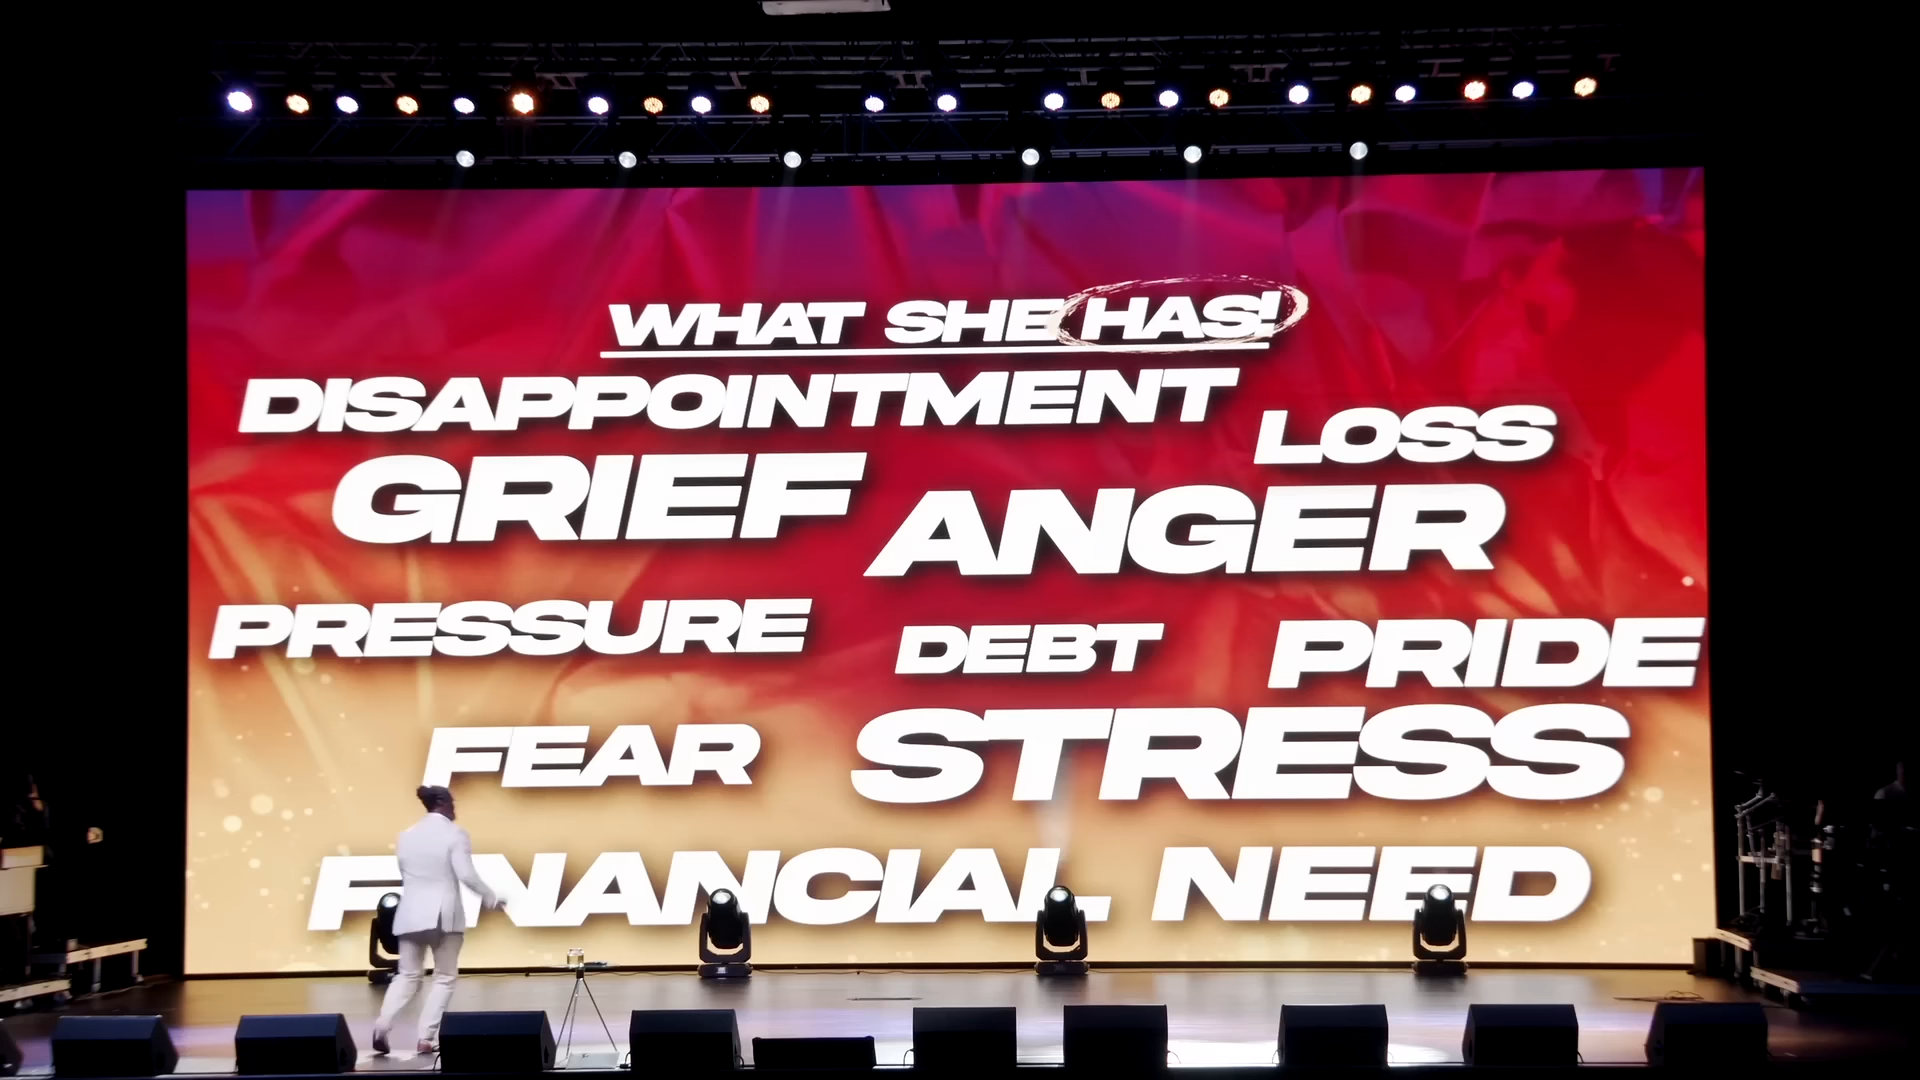 WHAT SHE HAS!
DISAPPOINTMENT
LOSS
GRIEF
ANGER
PRESSURE
DEBT
PRIDE
FEAR
STRESS
FINANCIAL NEED